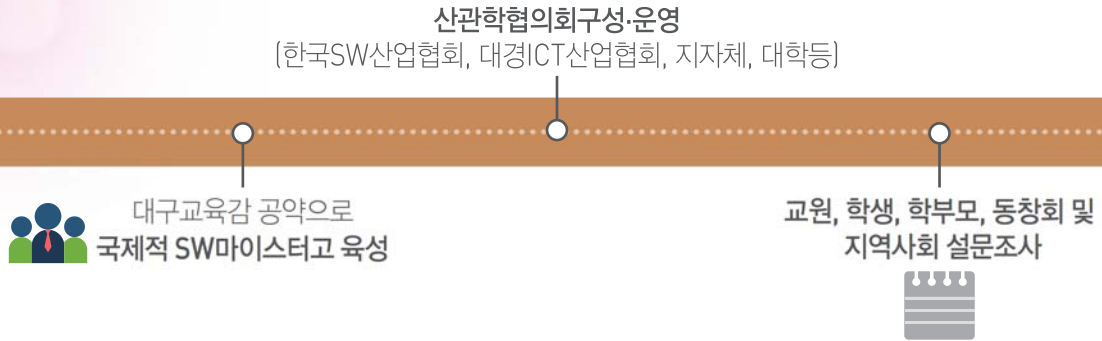 산관학협의회구성·운영
(한국SW산업협회, 대경ICT산업협회, 지자체, 대학등)
대구교육감 공약으로
국제적 SW마이스터고 육성
교원, 학생, 학부모, 동창회 및
지역사회 설문조사